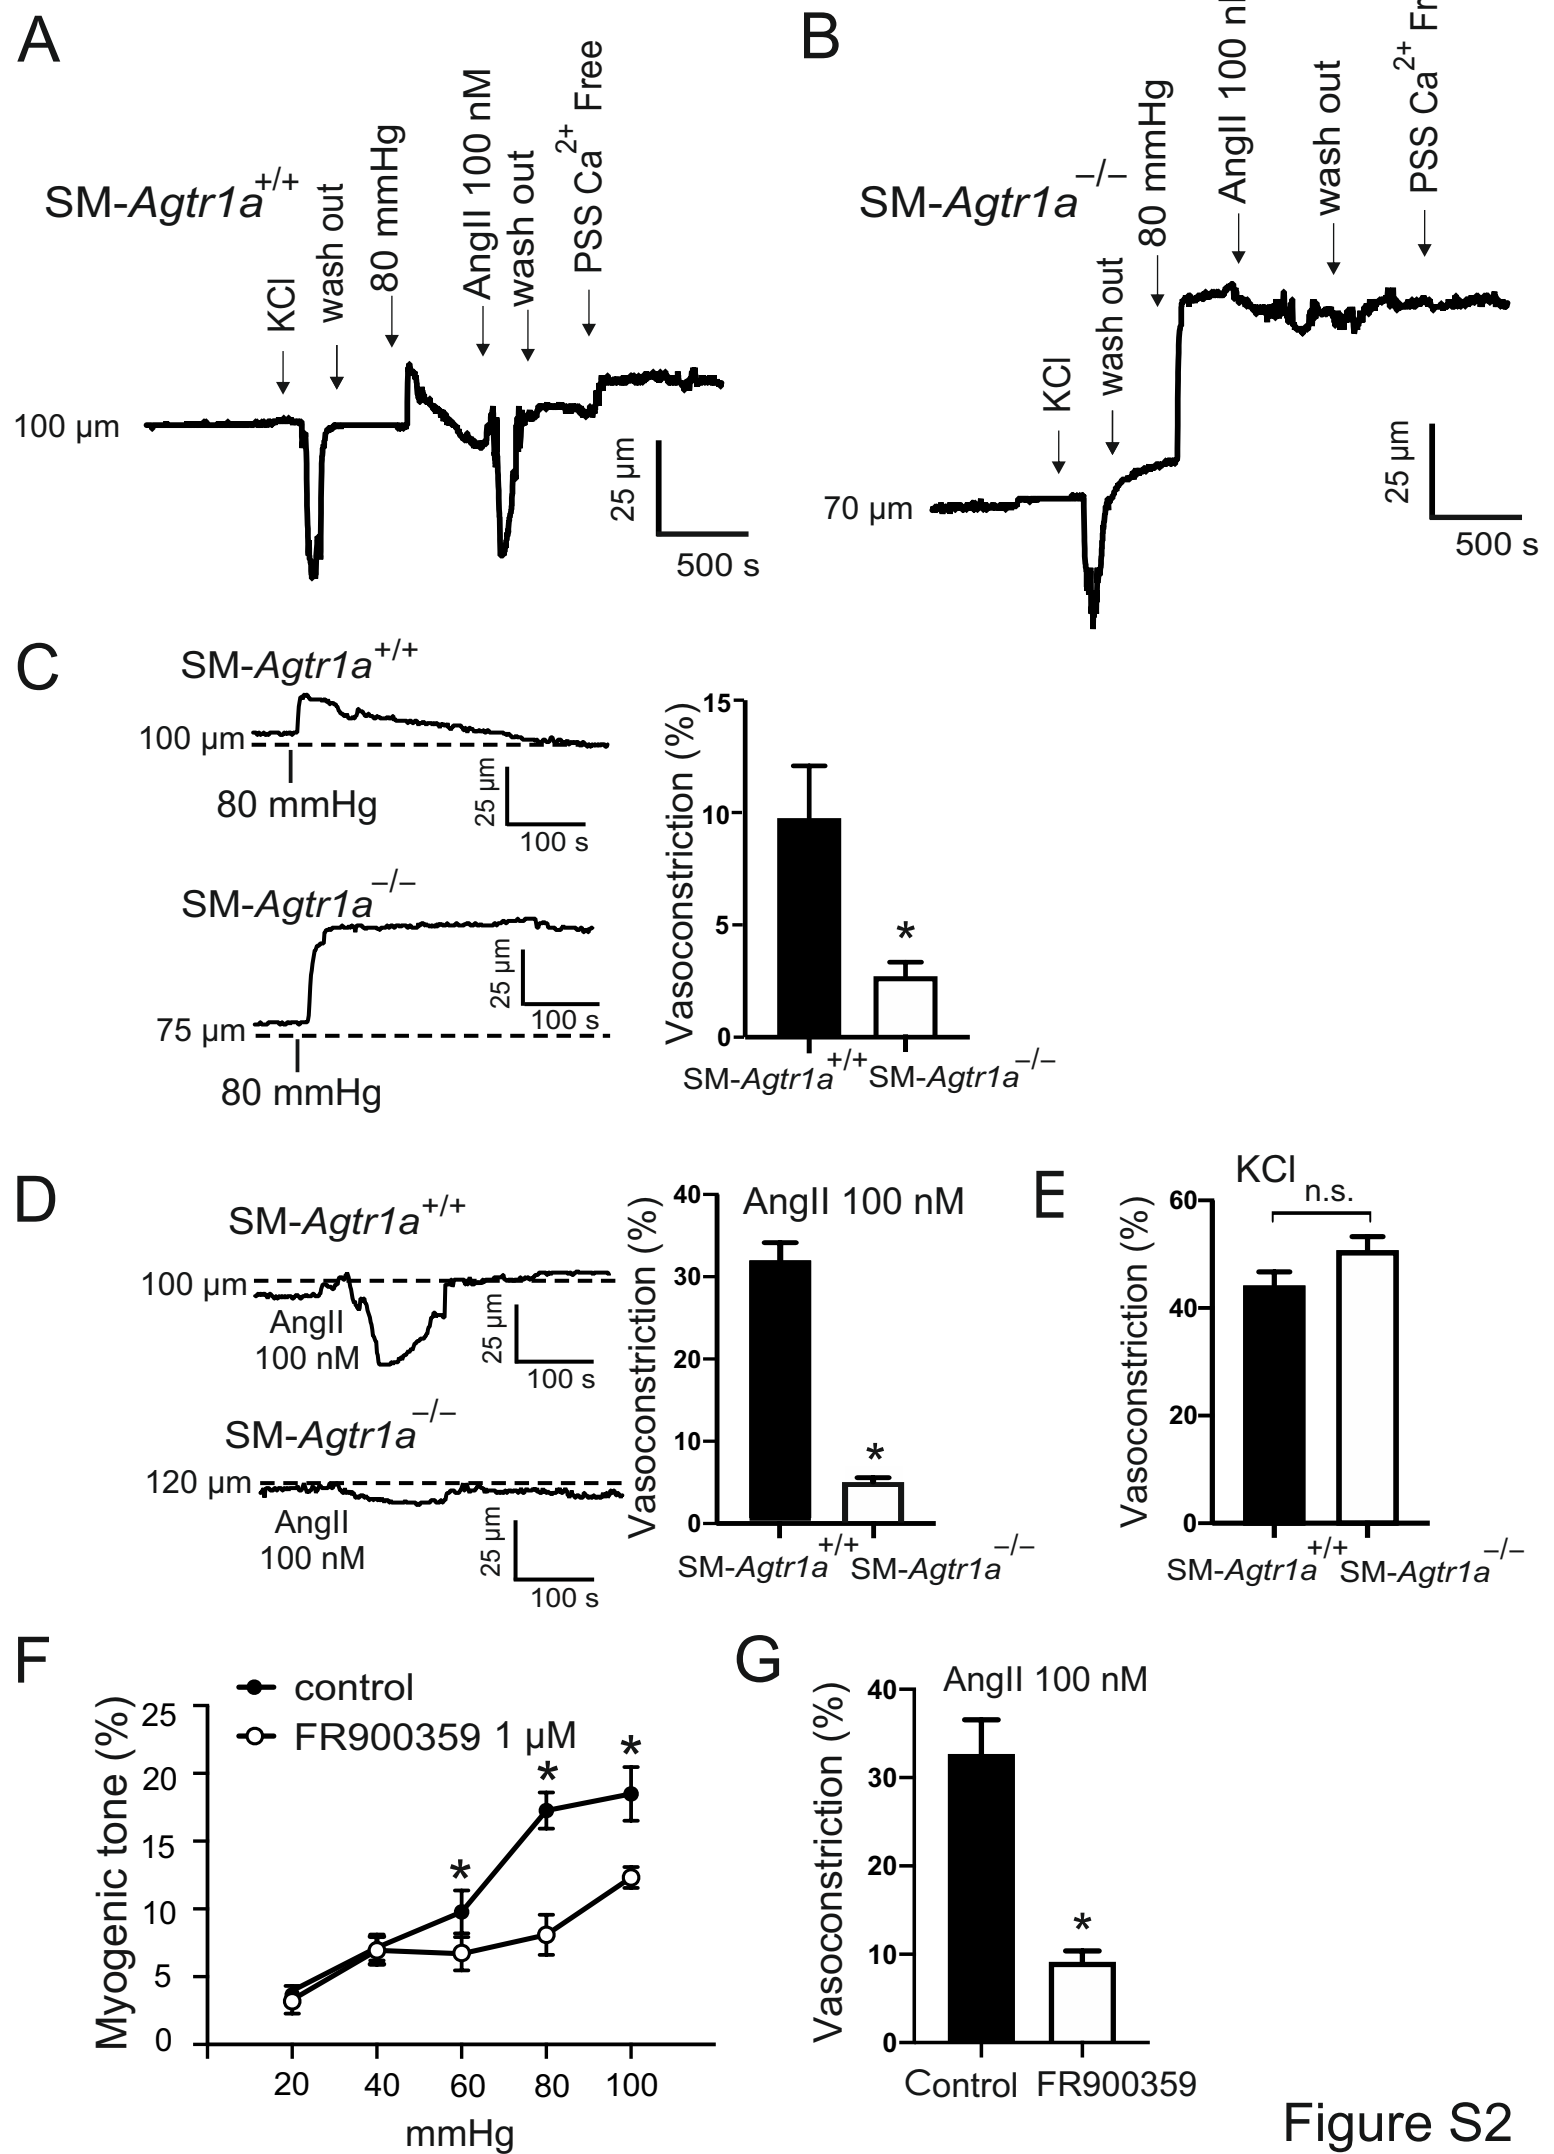 A
SM-Agtr1a+/+
KCl
wash out
80 mmHg
AngII 100 nM
wash out
PSS Ca2+ Free
100 µm
25 µm
500 s
B
SM-Agtr1a−/−
KCl
wash out
80 mmHg
AngII 100
wash out
PSS Ca2+
70 µm
25 µm
500 s
C
SM-Agtr1a+/+
100 µm
80 mmHg
25 µm
100 s
SM-Agtr1a−/−
75 µm
80 mmHg
25 µm
100 s
Vasoconstriction (%)
15
10
5
0
*
SM-Agtr1a+/+ SM-Agtr1a−/−
D
SM-Agtr1a+/+
100 µm
AngII
100 nM
25 µm
100 s
SM-Agtr1a−/−
120 µm
AngII
100 nM
25 µm
100 s
AngII 100 nM
Vasoconstriction (%)
40
30
20
10
0
*
SM-Agtr1a+/+ SM-Agtr1a−/−
E
KCl
n.s.
Vasoconstriction (%)
60
40
20
0
SM-Agtr1a+/+ SM-Agtr1a−/−
F
control
FR900359 1 µM
Myogenic tone (%)
25
20
15
10
5
0
* * *
20 40 60 80 100
mmHg
G
AngII 100 nM
Vasoconstriction (%)
40
30
20
10
0
*
Control FR900359
Figure S2